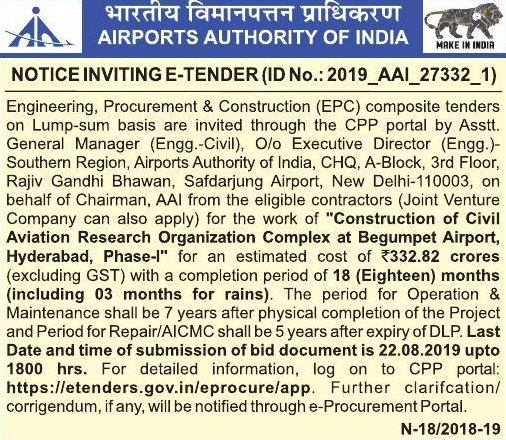 भारतीय विमानपत्तन प्राधिकरण
AIRPORTS AUTHORITY OF INDIA
MAKE IN INDIA
NOTICE INVITING E-TENDER (ID No.: 2019_AAI_27332_1)
Engineering, Procurement & Construction (EPC) composite tenders
on Lump-sum basis are invited through the CPP portal by Asstt.
General Manager (Engg.-Civil), O/o Executive Director (Engg.)-
Southern Region, Airports Authority of India, CHQ, A-Block, 3rd Floor,
Rajiv Gandhi Bhawan, Safdarjung Airport, New Delhi-110003, on
behalf of Chairman, AAI from the eligible contractors (Joint Venture
Company can also apply) for the work of "Construction of Civil
Aviation Research Organization Complex at Begumpet Airport,
Hyderabad, Phase-I" for an estimated cost of ₹332.82 crores
(excluding GST) with a completion period of 18 (Eighteen) months
(including 03 months for rains). The period for Operation &
Maintenance shall be 7 years after physical completion of the Project
and Period for Repair/AICMC shall be 5 years after expiry of DLP. Last
Date and time of submission of bid document is 22.08.2019 upto
1800 hrs. For detailed information, log on to CPP portal:
https://etenders.gov.in/eprocure/app. Further clarifcation/
corrigendum, if any, will be notified through e-Procurement Portal.
N-18/2018-19